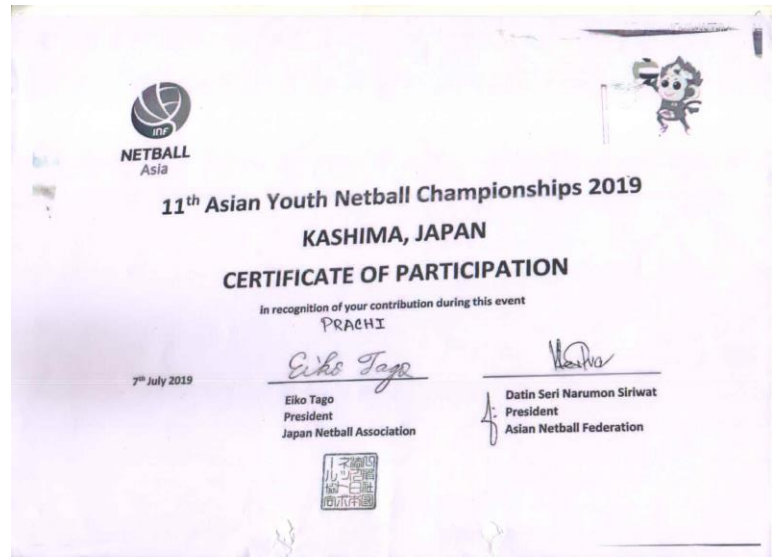 INF
NETBALL
Asia
11th Asian Youth Netball Championships 2019
KASHIMA, JAPAN
CERTIFICATE OF PARTICIPATION
in recognition of your contribution during this event
PRACHI
Eiko Tago
7th July 2019
Eiko Tago
President
Japan Netball Association
Datin Seri Narumon Siriwat
President
Asian Netball Federation